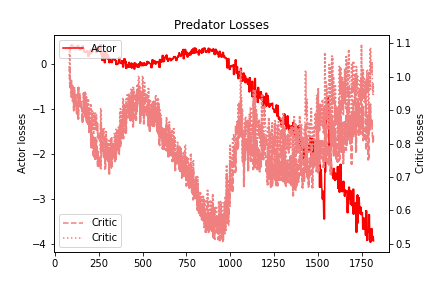 Predator Losses
Actor
Critic
Critic
Actor losses
Critic losses
0
−1
−2
−3
−4
1.1
1.0
0.9
0.8
0.7
0.6
0.5
0 250 500 750 1000 1250 1500 1750